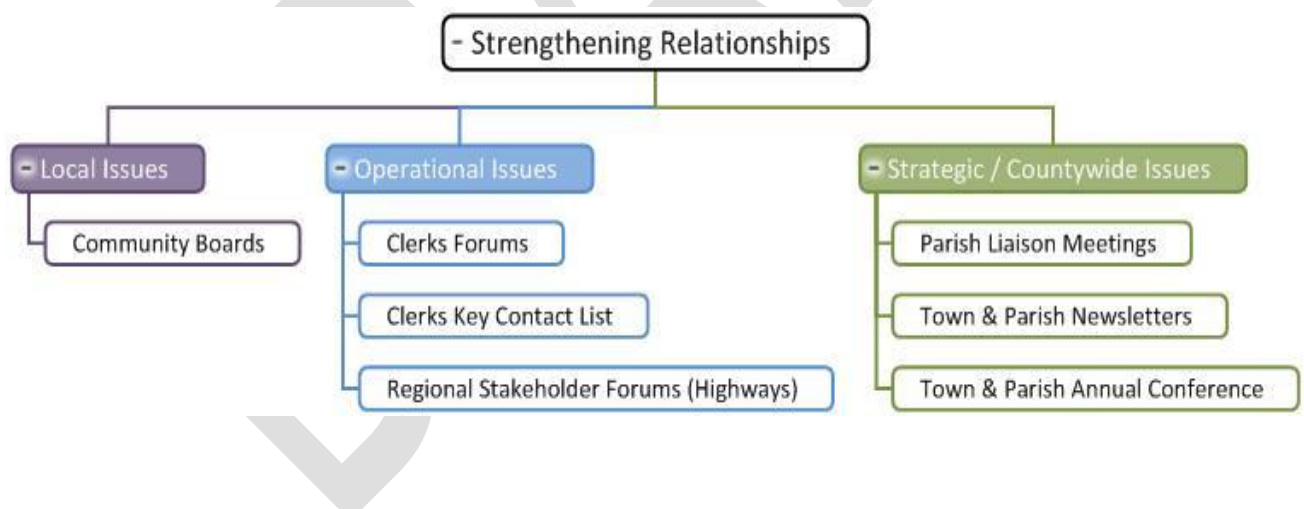 - Strengthening Relationships
- Local Issues
Community Boards
- Operational Issues
Clerks Forums
Clerks Key Contact List
Regional Stakeholder Forums (Highways)
- Strategic / Countywide Issues
Parish Liaison Meetings
Town & Parish Newsletters
Town & Parish Annual Conference